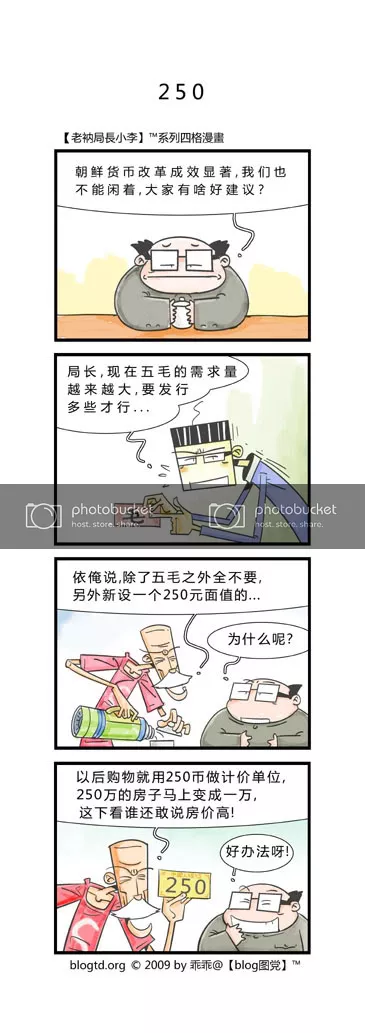 250
【老衲局長小李】™系列四格漫畫
朝鲜货币改革成效显著,我们也
不能闲着,大家有啥好建议?
局长,现在五毛的需求量
越来越大,要发行
多些才行...
photobucket
host. store. share.
photobucket
host. store. share.
photobucket
host. store. share.
依俺说,除了五毛之外全不要,
另外新设一个250元面值的...
为什么呢?
以后购物就用250币做计价单位,
250万的房子马上变成一万,
这下看谁还敢说房价高!
250
好办法呀!
blogtd.org © 2009 by 乖乖@【blog图党】™